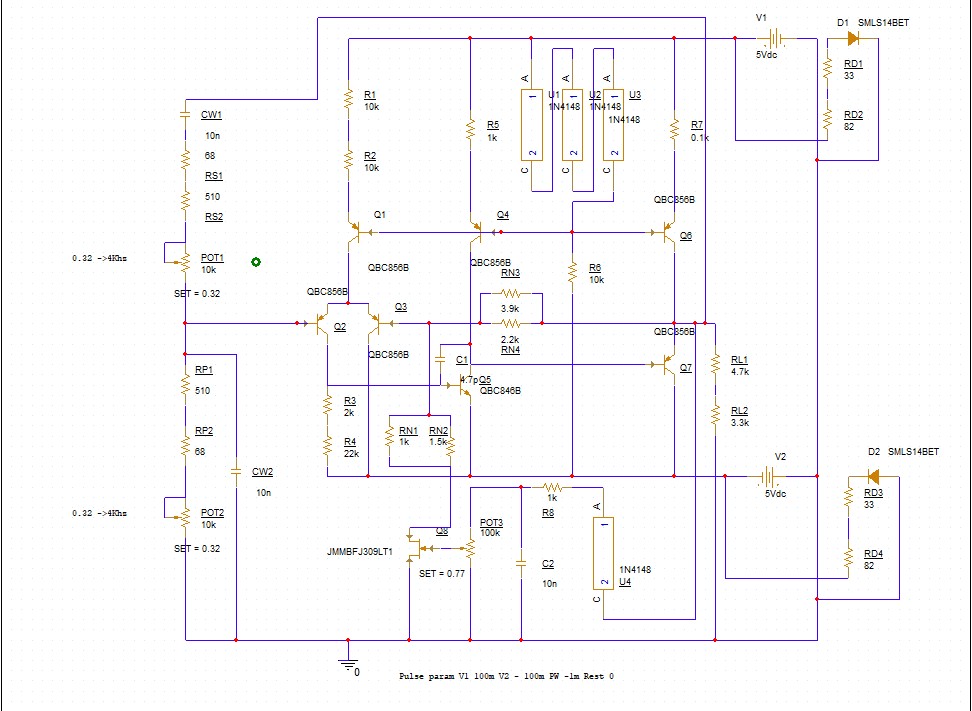 V1
5Vdc
D1 SMLS14BET
RD1
33
RD2
82
CW1
10n
68
RS1
510
RS2
0.32 ->4Khs
POT1
10k
SET = 0.32
R1
10k
R2
10k
R5
1k
A
1
2
C
U1
1N4148
A
1
2
C
U2
1N4148
A
1
2
C
U3
1N4148
R7
0.1k
Q1
QBC856B
Q4
QBC856B
QBC856B
Q6
RN3
3.9k
2.2k
RN4
R6
10k
QBC856B
Q2
Q3
QBC856B
QBC856B
Q7
C1
4.7p
Q5
QBC846B
RL1
4.7k
RL2
3.3k
RP1
510
RP2
68
CW2
10n
0.32 ->4Khs
POT2
10k
SET = 0.32
R3
2k
R4
22k
RN1
1k
RN2
1.5k
V2
5Vdc
D2 SMLS14BET
RD3
33
RD4
82
1k
R8
Q8
JMMBFJ309LT1
POT3
100k
SET = 0.77
C2
10n
A
1
2
C
1N4148
U4
0
Pulse param V1 100m V2 - 100m PW -1m Rest 0